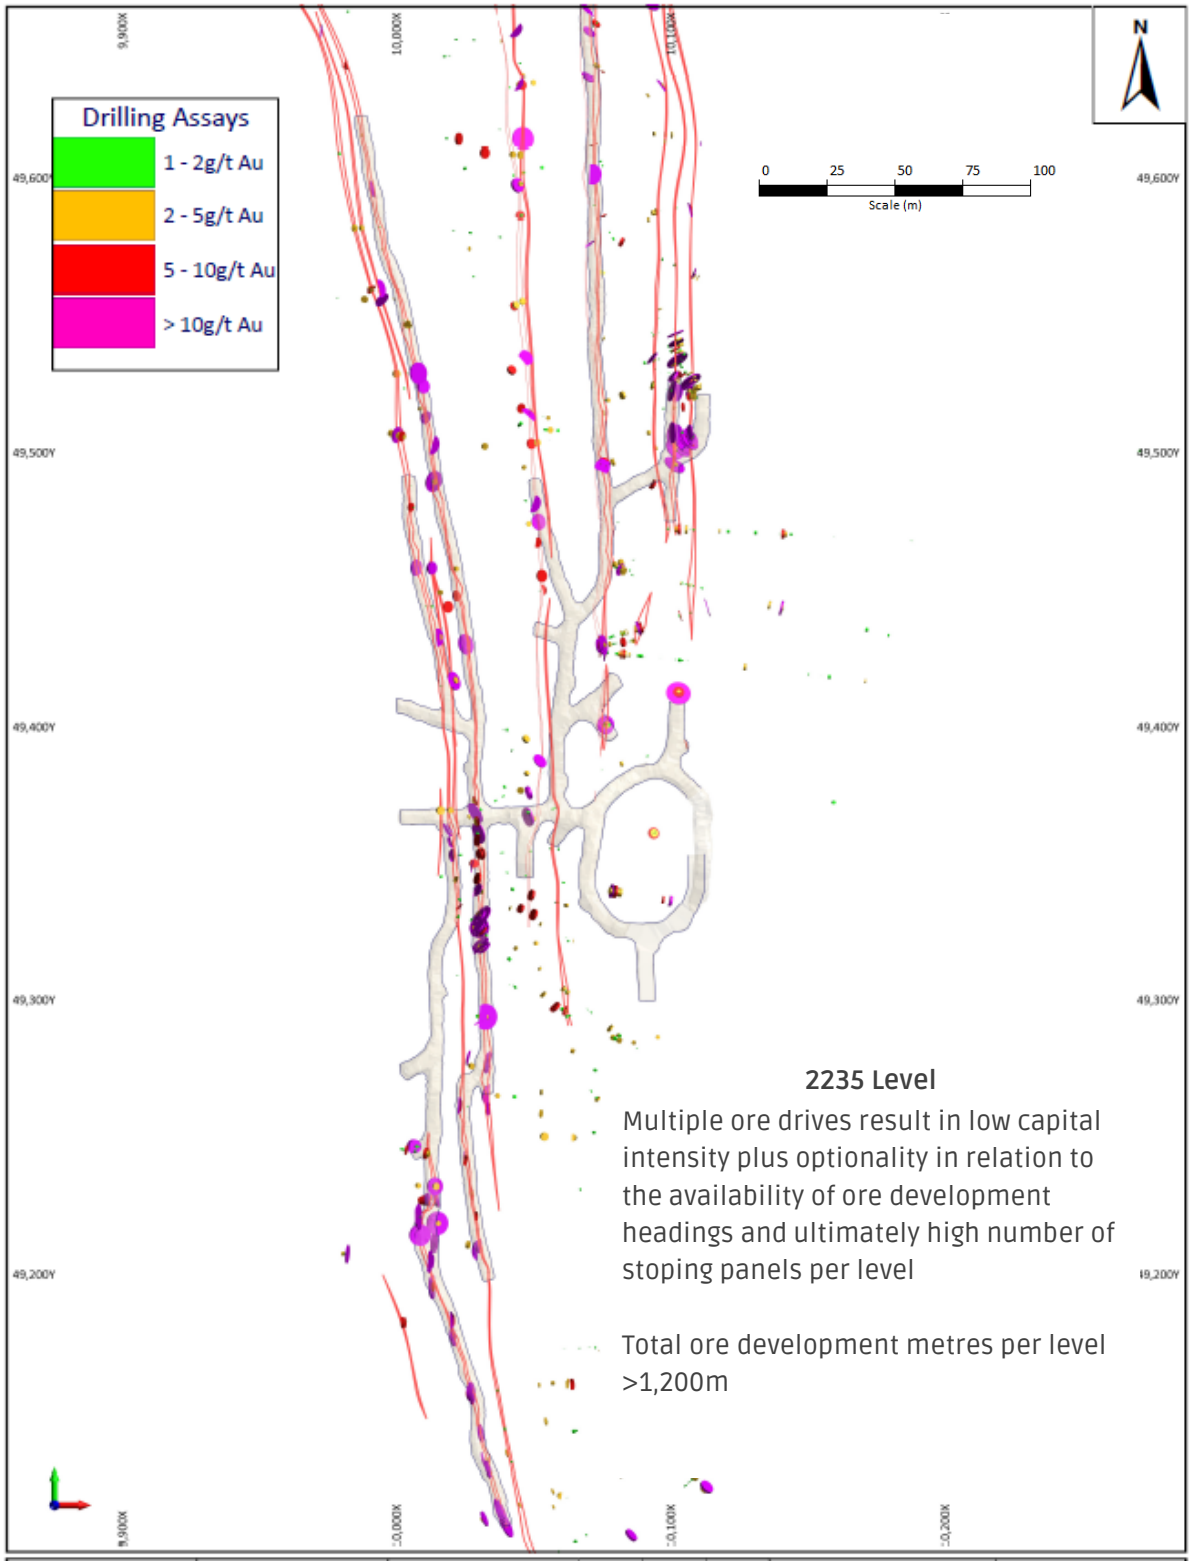 9,900X
10,000X
10,100X
N
Drilling Assays
1 - 2g/t Au
2 - 5g/t Au
5 - 10g/t Au
> 10g/t Au
0 25 50 75 100
Scale (m)
49,600Y
49,600Y
49,500Y
49,500Y
49,400Y
49,400Y
49,300Y
49,300Y
2235 Level
Multiple ore drives result in low capital
intensity plus optionality in relation to
the availability of ore development
headings and ultimately high number of
stoping panels per level
49,200Y
49,200Y
Total ore development metres per level
>1,200m
9,900X
10,000X
10,100X
10,200X